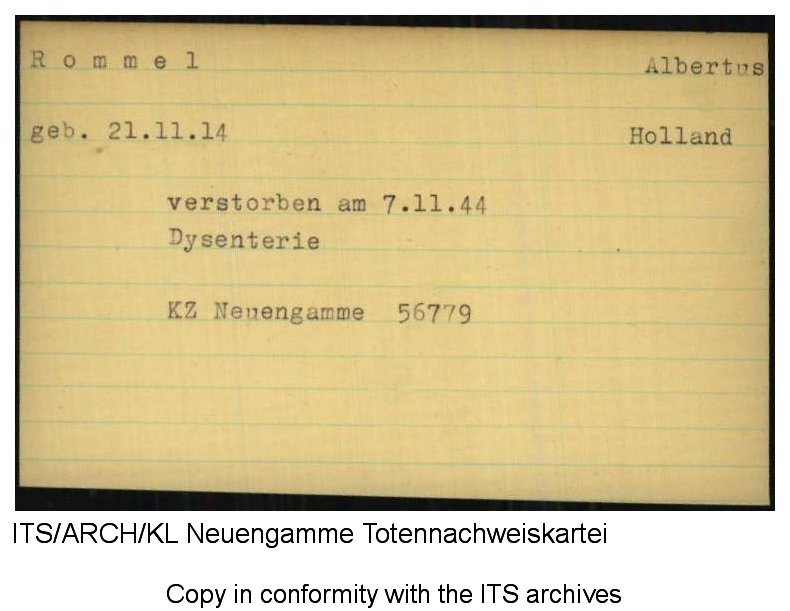 R o m m e l Albertus
geb. 21.11.14 Holland
verstorben am 7.11.44
Dysenterie
KZ Neuengamme 56779
ITS/ARCH/KL Neuengamme Totennachweiskartei
Copy in conformity with the ITS archives